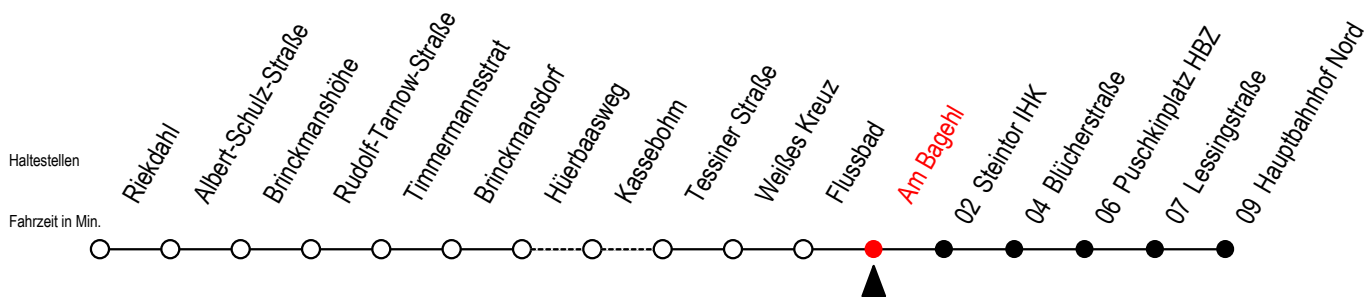 Haltestellen
Fahrzeit in Min.
Riekdahl
Albert-Schulz-Straße
Brinckmanshöhe
Rudolf-Tarnow-Straße
Timmermannsstrat
Brinckmansdorf
Hüerbaasweg
Kassebohm
Tessiner Straße
Weißes Kreuz
Flussbad
Am Bagehl
02 Steintor IHK
04 Blücherstraße
06 Puschkinplatz HBZ
07 Lessingstraße
09 Hauptbahnhof Nord